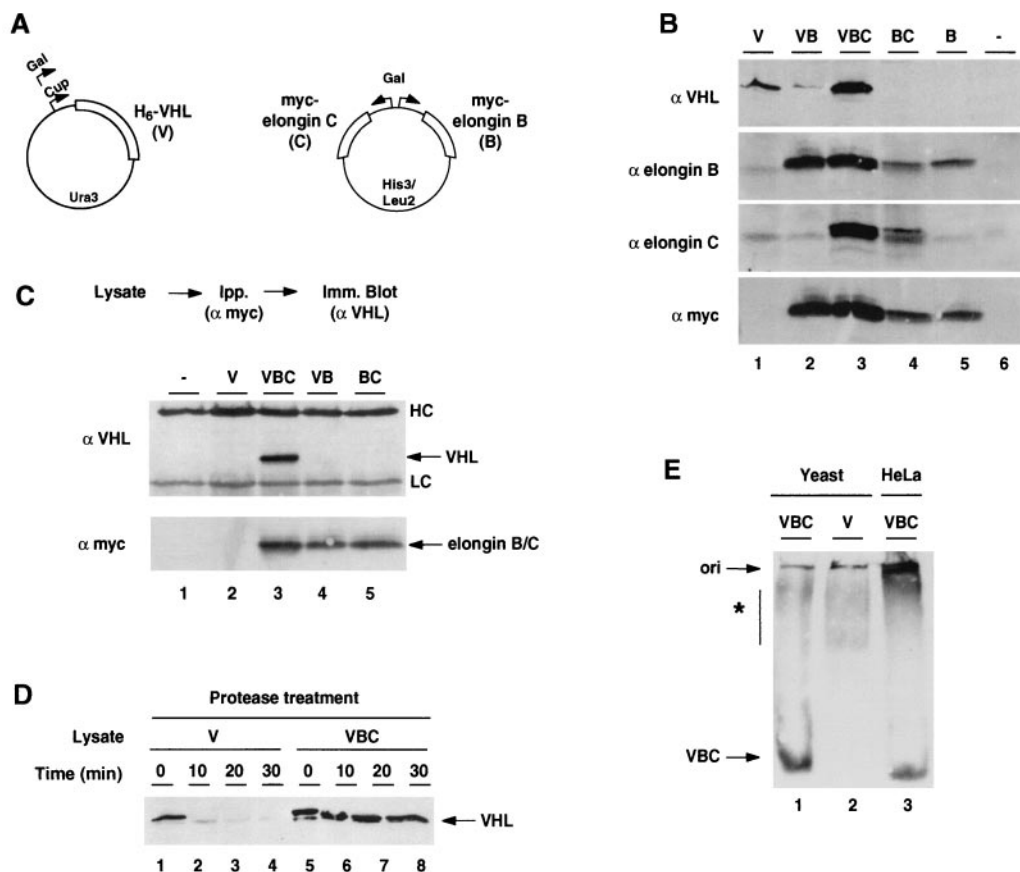 A
Gal
Cup
H6-VHL
(V)
Ura3
Gal
myc-
elongin C
(C)
myc-
elongin B
(B)
His3/
Leu2
B
V VB VBC BC B -
α VHL
α elongin B
α elongin C
α myc
1 2 3 4 5 6
C
Lysate Ipp. Imm. Blot
(α myc) (α VHL)
- V VBC VB BC
α VHL
HC
VHL
LC
α myc
elongin B/C
1 2 3 4 5
D
Protease treatment
Lysate V VBC
Time (min) 0 10 20 30 0 10 20 30
VHL
1 2 3 4 5 6 7 8
E
Yeast HeLa
VBC V VBC
ori
*
VBC
1 2 3